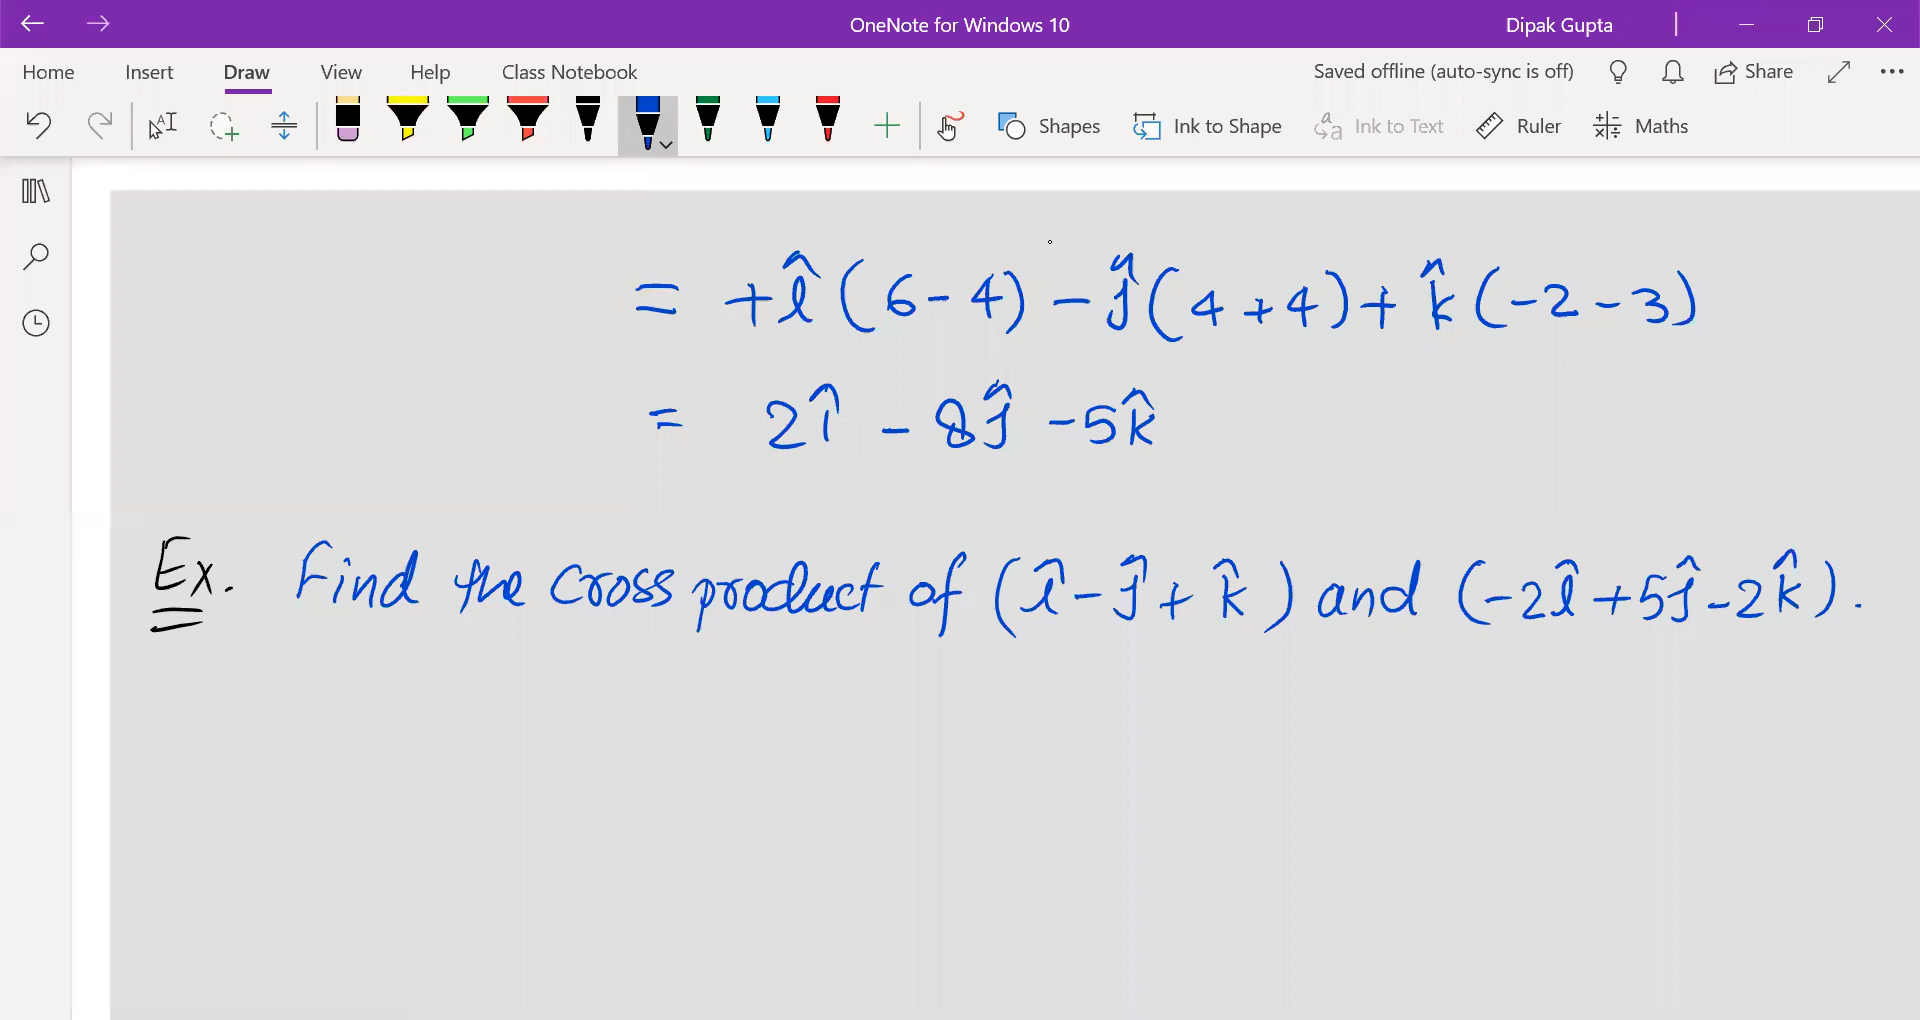 OneNote for Windows 10
Dipak Gupta
Home Insert Draw View Help Class Notebook
Saved offline (auto-sync is off) Share
Shapes Ink to Shape Ink to Text Ruler Maths
= +î (6-4) - ĵ (4+4) + k̂ (-2-3)
= 2î - 8ĵ - 5k̂
Ex. Find the cross product of (î - ĵ + k̂) and (-2î + 5ĵ - 2k̂).